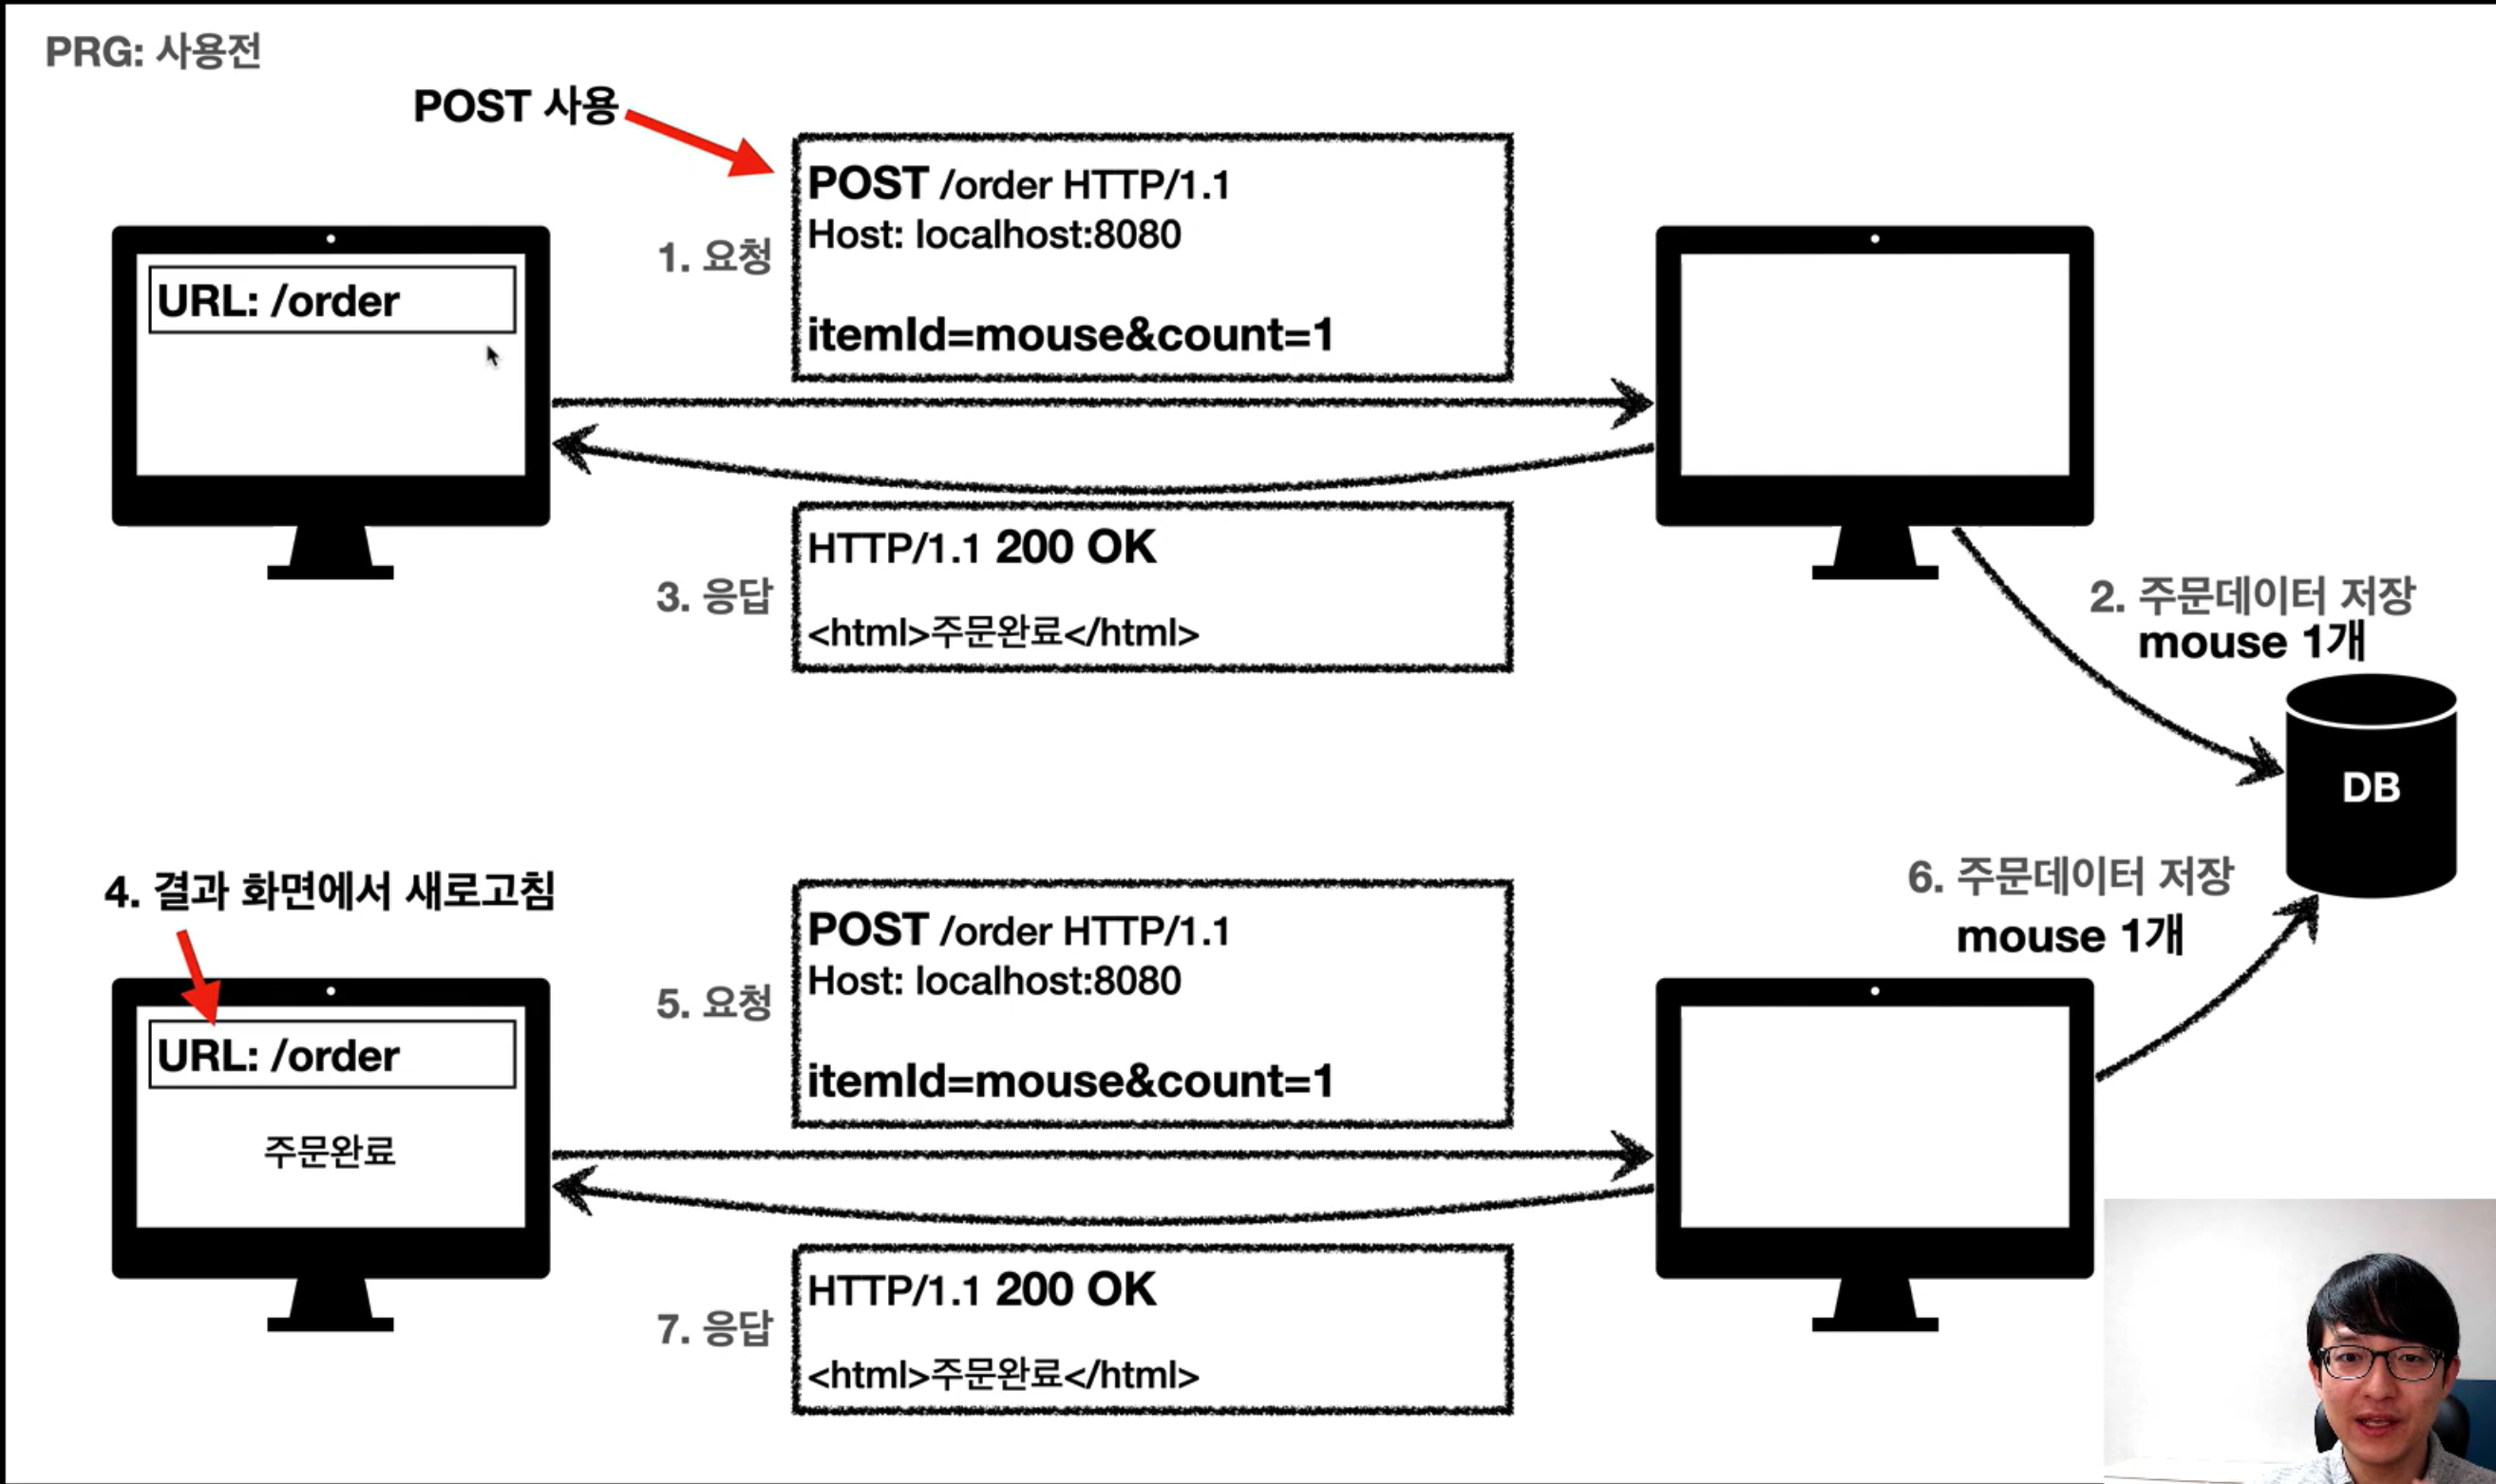 PRG: 사용전
POST 사용
POST /order HTTP/1.1
Host: localhost:8080
1. 요청
itemId=mouse&count=1
URL: /order
HTTP/1.1 200 OK
3. 응답
<html>주문완료</html>
2. 주문데이터 저장
mouse 1개
DB
4. 결과 화면에서 새로고침
POST /order HTTP/1.1
Host: localhost:8080
5. 요청
itemId=mouse&count=1
6. 주문데이터 저장
mouse 1개
URL: /order
주문완료
HTTP/1.1 200 OK
7. 응답
<html>주문완료</html>